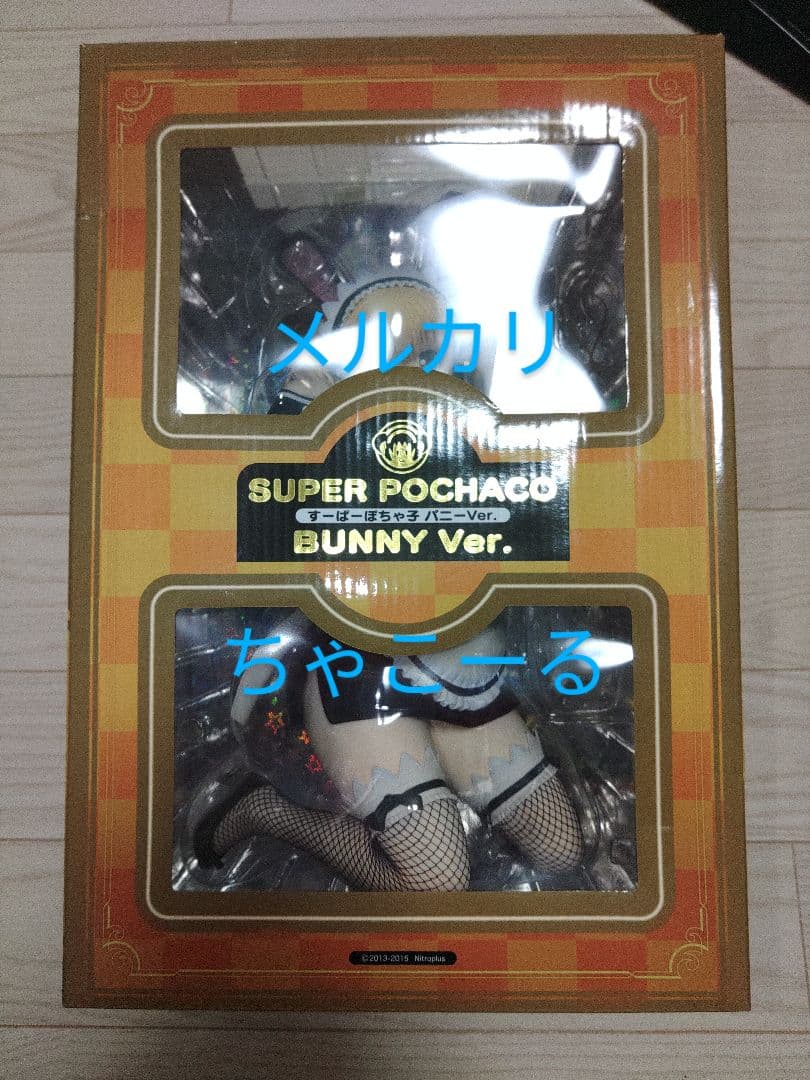 メルカリ
SUPER POCHACO
すーぱーぽちゃ子 バニーVer.
BUNNY Ver.
ちゃこーる
©2013-2015 Nitroplus